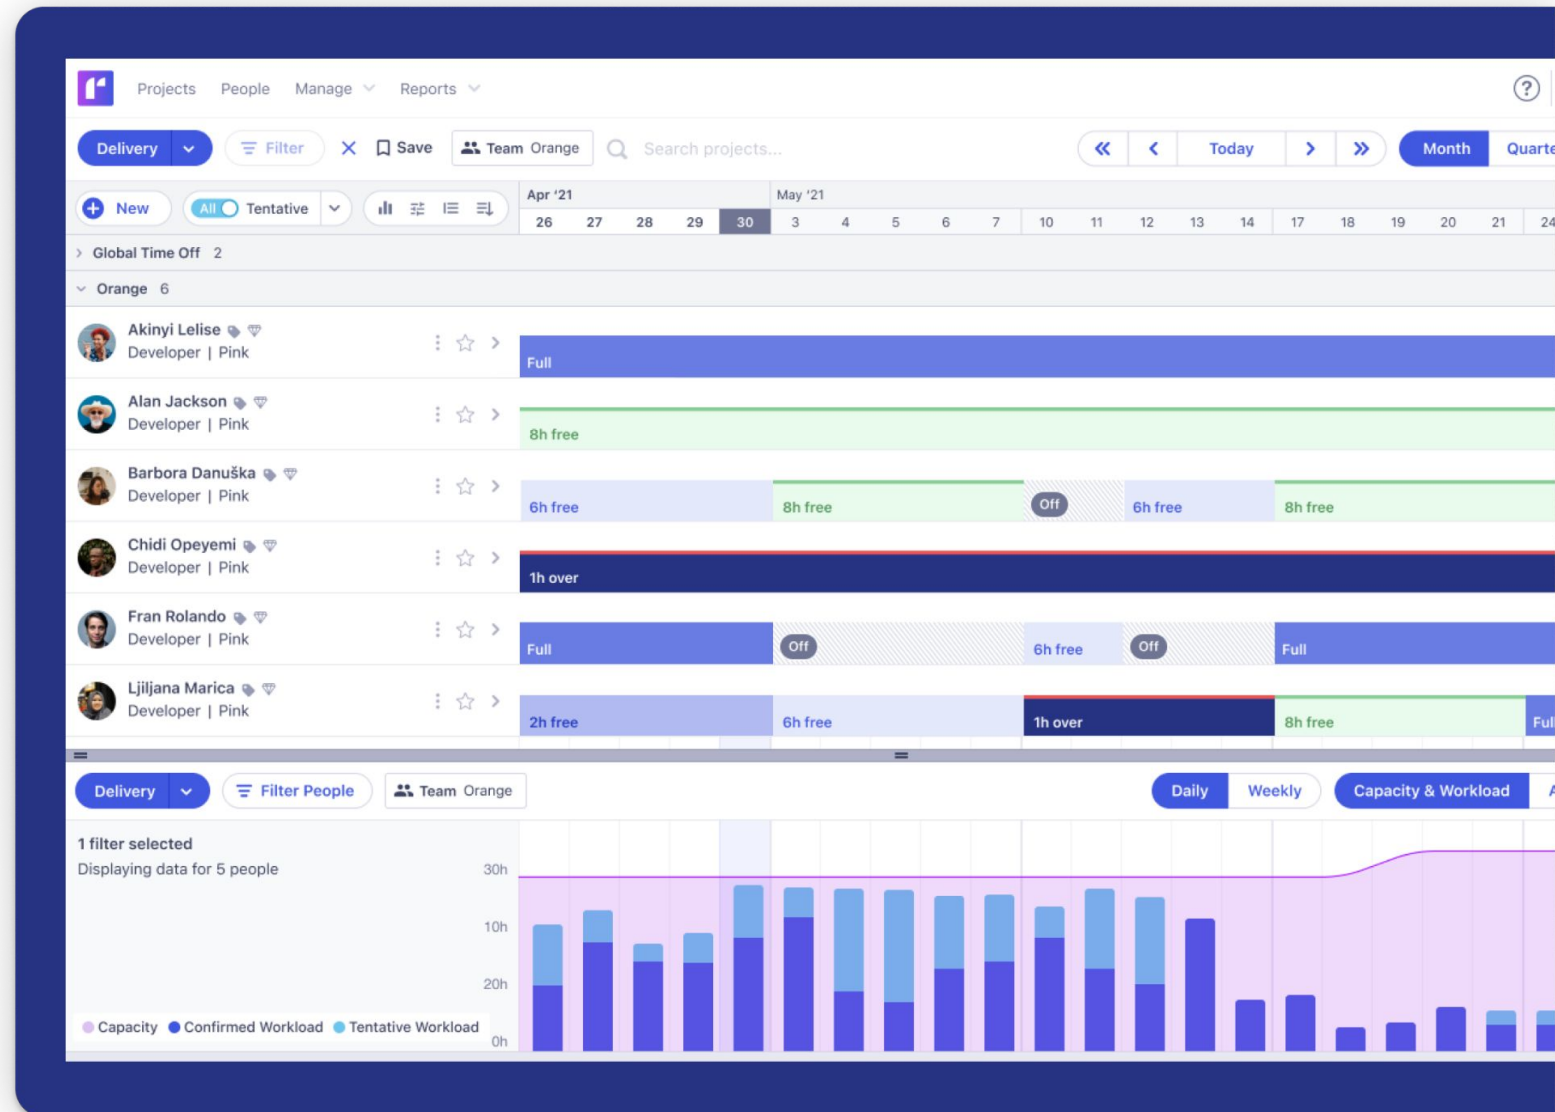 Projects People Manage Reports ?
Delivery Filter Save Team Orange Search projects... Today Month Quarte
New All Tentative
Apr '21 May '21
26 27 28 29 30 3 4 5 6 7 10 11 12 13 14 17 18 19 20 21 24
Global Time Off 2
Orange 6
Akinyi Lelise
Developer | Pink
Full
Alan Jackson
Developer | Pink
8h free
Barbora Danuška
Developer | Pink
6h free 8h free Off 6h free 8h free
Chidi Opeyemi
Developer | Pink
1h over
Fran Rolando
Developer | Pink
Full Off 6h free Off Full
Ljiljana Marica
Developer | Pink
2h free 6h free 1h over 8h free Full
Delivery Filter People Team Orange Daily Weekly Capacity & Workload A
1 filter selected
Displaying data for 5 people
30h
10h
20h
Capacity Confirmed Workload Tentative Workload
0h